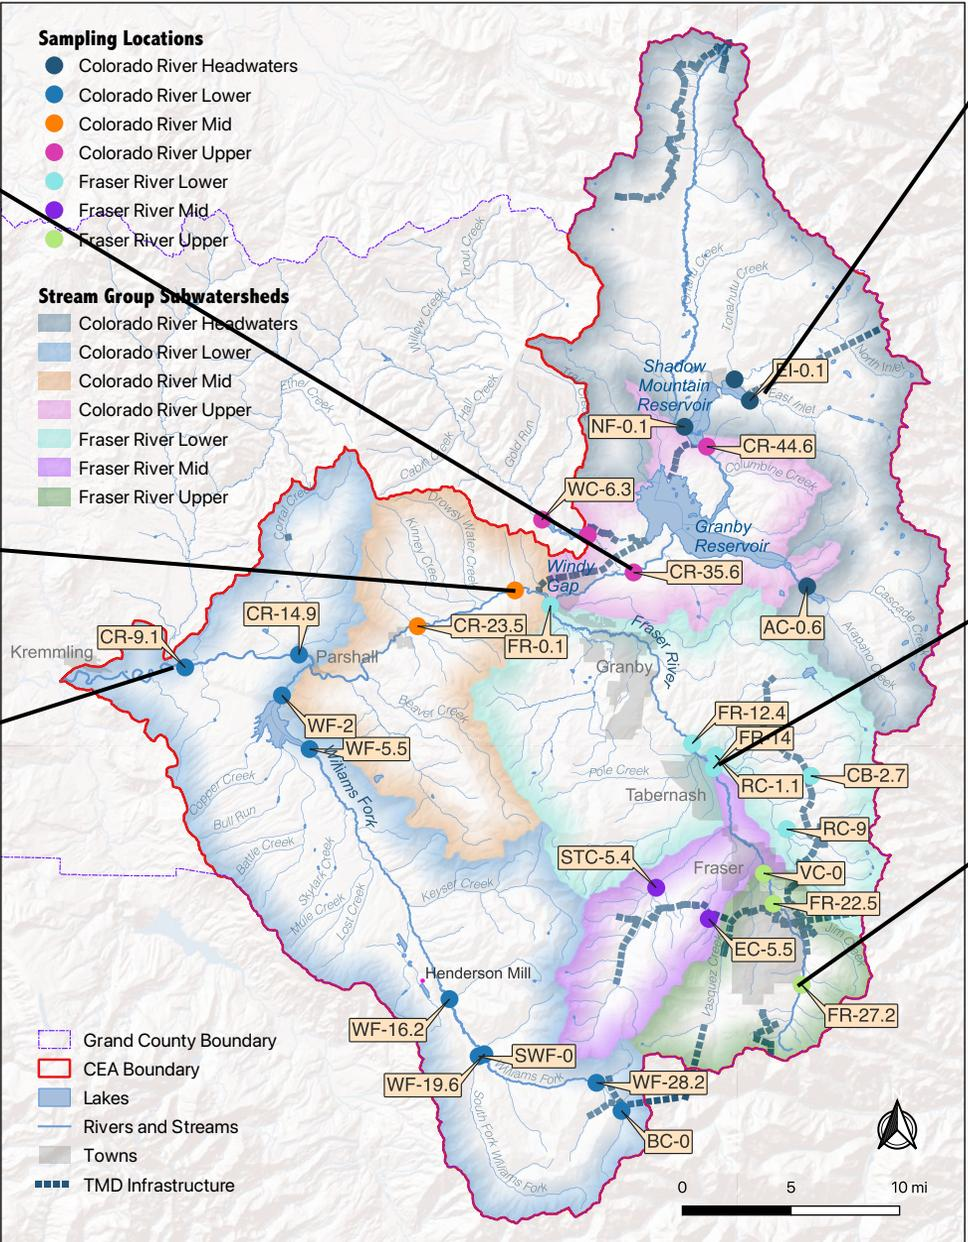 Sampling Locations
Colorado River Headwaters
Colorado River Lower
Colorado River Mid
Colorado River Upper
Fraser River Lower
Fraser River Mid
Fraser River Upper
Stream Group Subwatersheds
Colorado River Headwaters
Colorado River Lower
Colorado River Mid
Colorado River Upper
Fraser River Lower
Fraser River Mid
Fraser River Upper
Trout Creek
Willow Creek
Tonahutu Creek
North Inlet
Shadow
Mountain
Reservoir
EI-0.1
East Inlet
Hall Creek
Gold Run
Cabin Creek
NF-0.1
CR-44.6
Columbine Creek
WC-6.3
Corral Creek
Drowsy Water Creek
Kinney Creek
Granby
Reservoir
Windy
Gap
CR-35.6
Cascade Creek
Arapaho Creek
AC-0.6
CR-14.9
CR-9.1
CR-23.5
FR-0.1
Fraser River
Kremmling
Parshall
Granby
WF-2
WF-5.5
Williams Fork
Beaver Creek
FR-12.4
FR-14
Pole Creek
RC-1.1
CB-2.7
Tabernash
Copper Creek
Bull Run
Battle Creek
RC-9
STC-5.4
Fraser
VC-0
FR-22.5
Skylark Creek
Mule Creek
Lost Creek
Keyser Creek
Jim Creek
EC-5.5
Vasquez Creek
Henderson Mill
FR-27.2
WF-16.2
SWF-0
Williams Fork
WF-19.6
WF-28.2
BC-0
South Fork Williams Fork
Grand County Boundary
CEA Boundary
Lakes
Rivers and Streams
Towns
TMD Infrastructure
0 5 10 mi